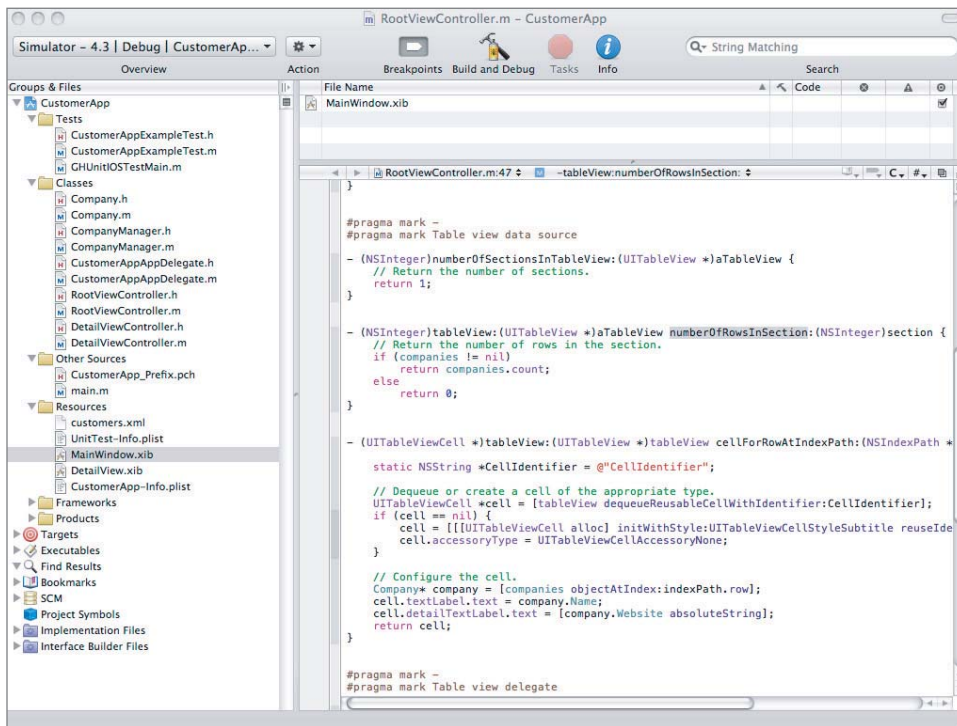 RootViewController.m – CustomerApp
Simulator – 4.3 | Debug | CustomerAp...
String Matching
Overview
Action
Breakpoints
Build and Debug
Tasks
Info
Search
Groups & Files
CustomerApp
Tests
CustomerAppExampleTest.h
CustomerAppExampleTest.m
GHUnitIOSTestMain.m
Classes
Company.h
Company.m
CompanyManager.h
CompanyManager.m
CustomerAppAppDelegate.h
CustomerAppAppDelegate.m
RootViewController.h
RootViewController.m
DetailViewController.h
DetailViewController.m
Other Sources
CustomerApp_Prefix.pch
main.m
Resources
customers.xml
UnitTest-Info.plist
MainWindow.xib
DetailView.xib
CustomerApp-Info.plist
Frameworks
Products
Targets
Executables
Find Results
Bookmarks
SCM
Project Symbols
Implementation Files
Interface Builder Files
File Name
Code
MainWindow.xib
RootViewController.m:47
-tableView:numberOfRowsInSection:
C
#
}
#pragma mark -
#pragma mark Table view data source
- (NSInteger)numberOfSectionsInTableView:(UITableView *)aTableView {
// Return the number of sections.
return 1;
}
- (NSInteger)tableView:(UITableView *)aTableView numberOfRowsInSection:(NSInteger)section {
// Return the number of rows in the section.
if (companies != nil)
return companies.count;
else
return 0;
}
- (UITableViewCell *)tableView:(UITableView *)tableView cellForRowAtIndexPath:(NSIndexPath *
static NSString *CellIdentifier = @"CellIdentifier";
// Dequeue or create a cell of the appropriate type.
UITableViewCell *cell = [tableView dequeueReusableCellWithIdentifier:CellIdentifier];
if (cell == nil) {
cell = [[[UITableViewCell alloc] initWithStyle:UITableViewCellStyleSubtitle reuseIde
cell.accessoryType = UITableViewCellAccessoryNone;
}
// Configure the cell.
Company* company = [companies objectAtIndex:indexPath.row];
cell.textLabel.text = company.Name;
cell.detailTextLabel.text = [company.Website absoluteString];
return cell;
}
#pragma mark -
#pragma mark Table view delegate